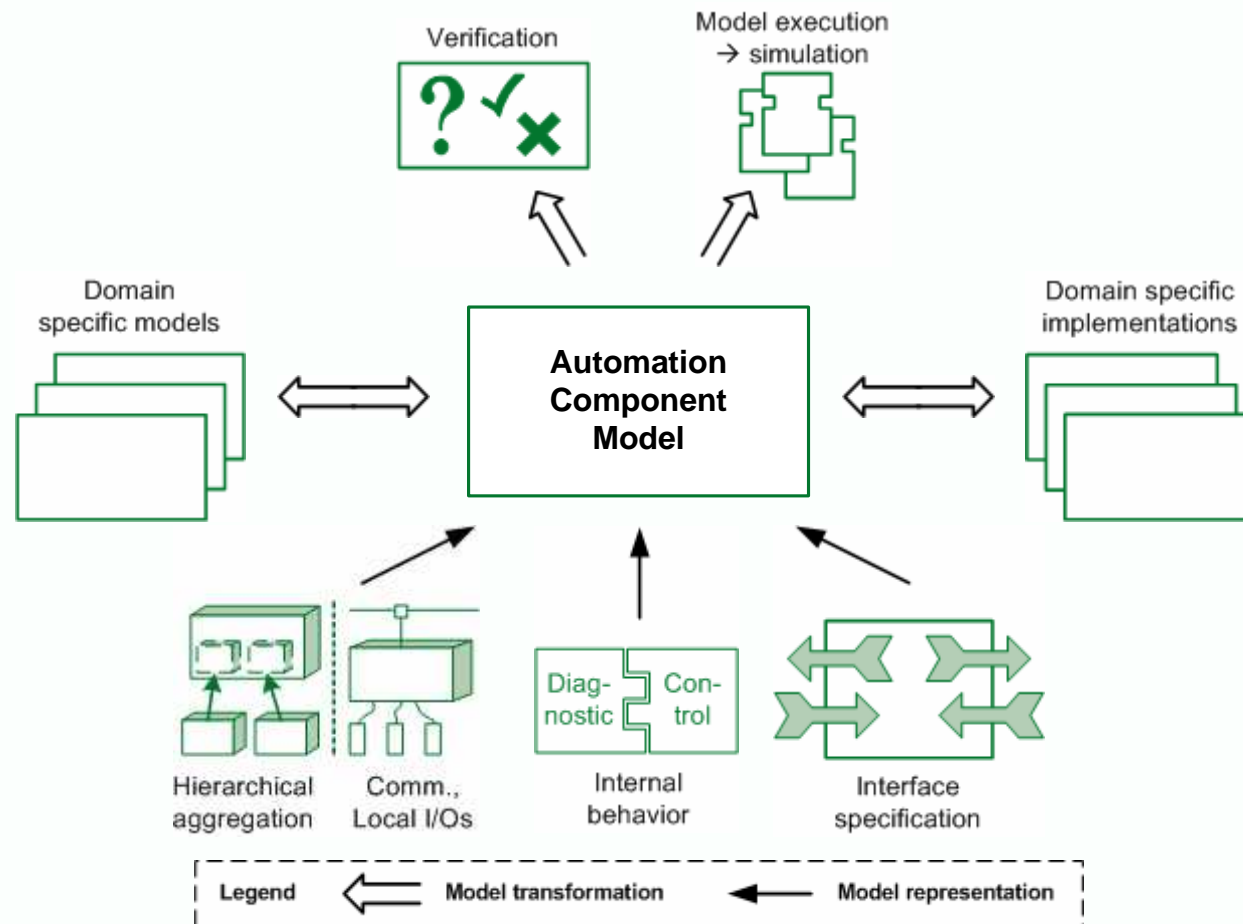 Verification
Model execution
→ simulation
Domain
specific models
Domain specific
implementations
Automation
Component
Model
Diag-
nostic
Con-
trol
Hierarchical
aggregation
Comm.,
Local I/Os
Internal
behavior
Interface
specification
Legend
Model transformation
Model representation